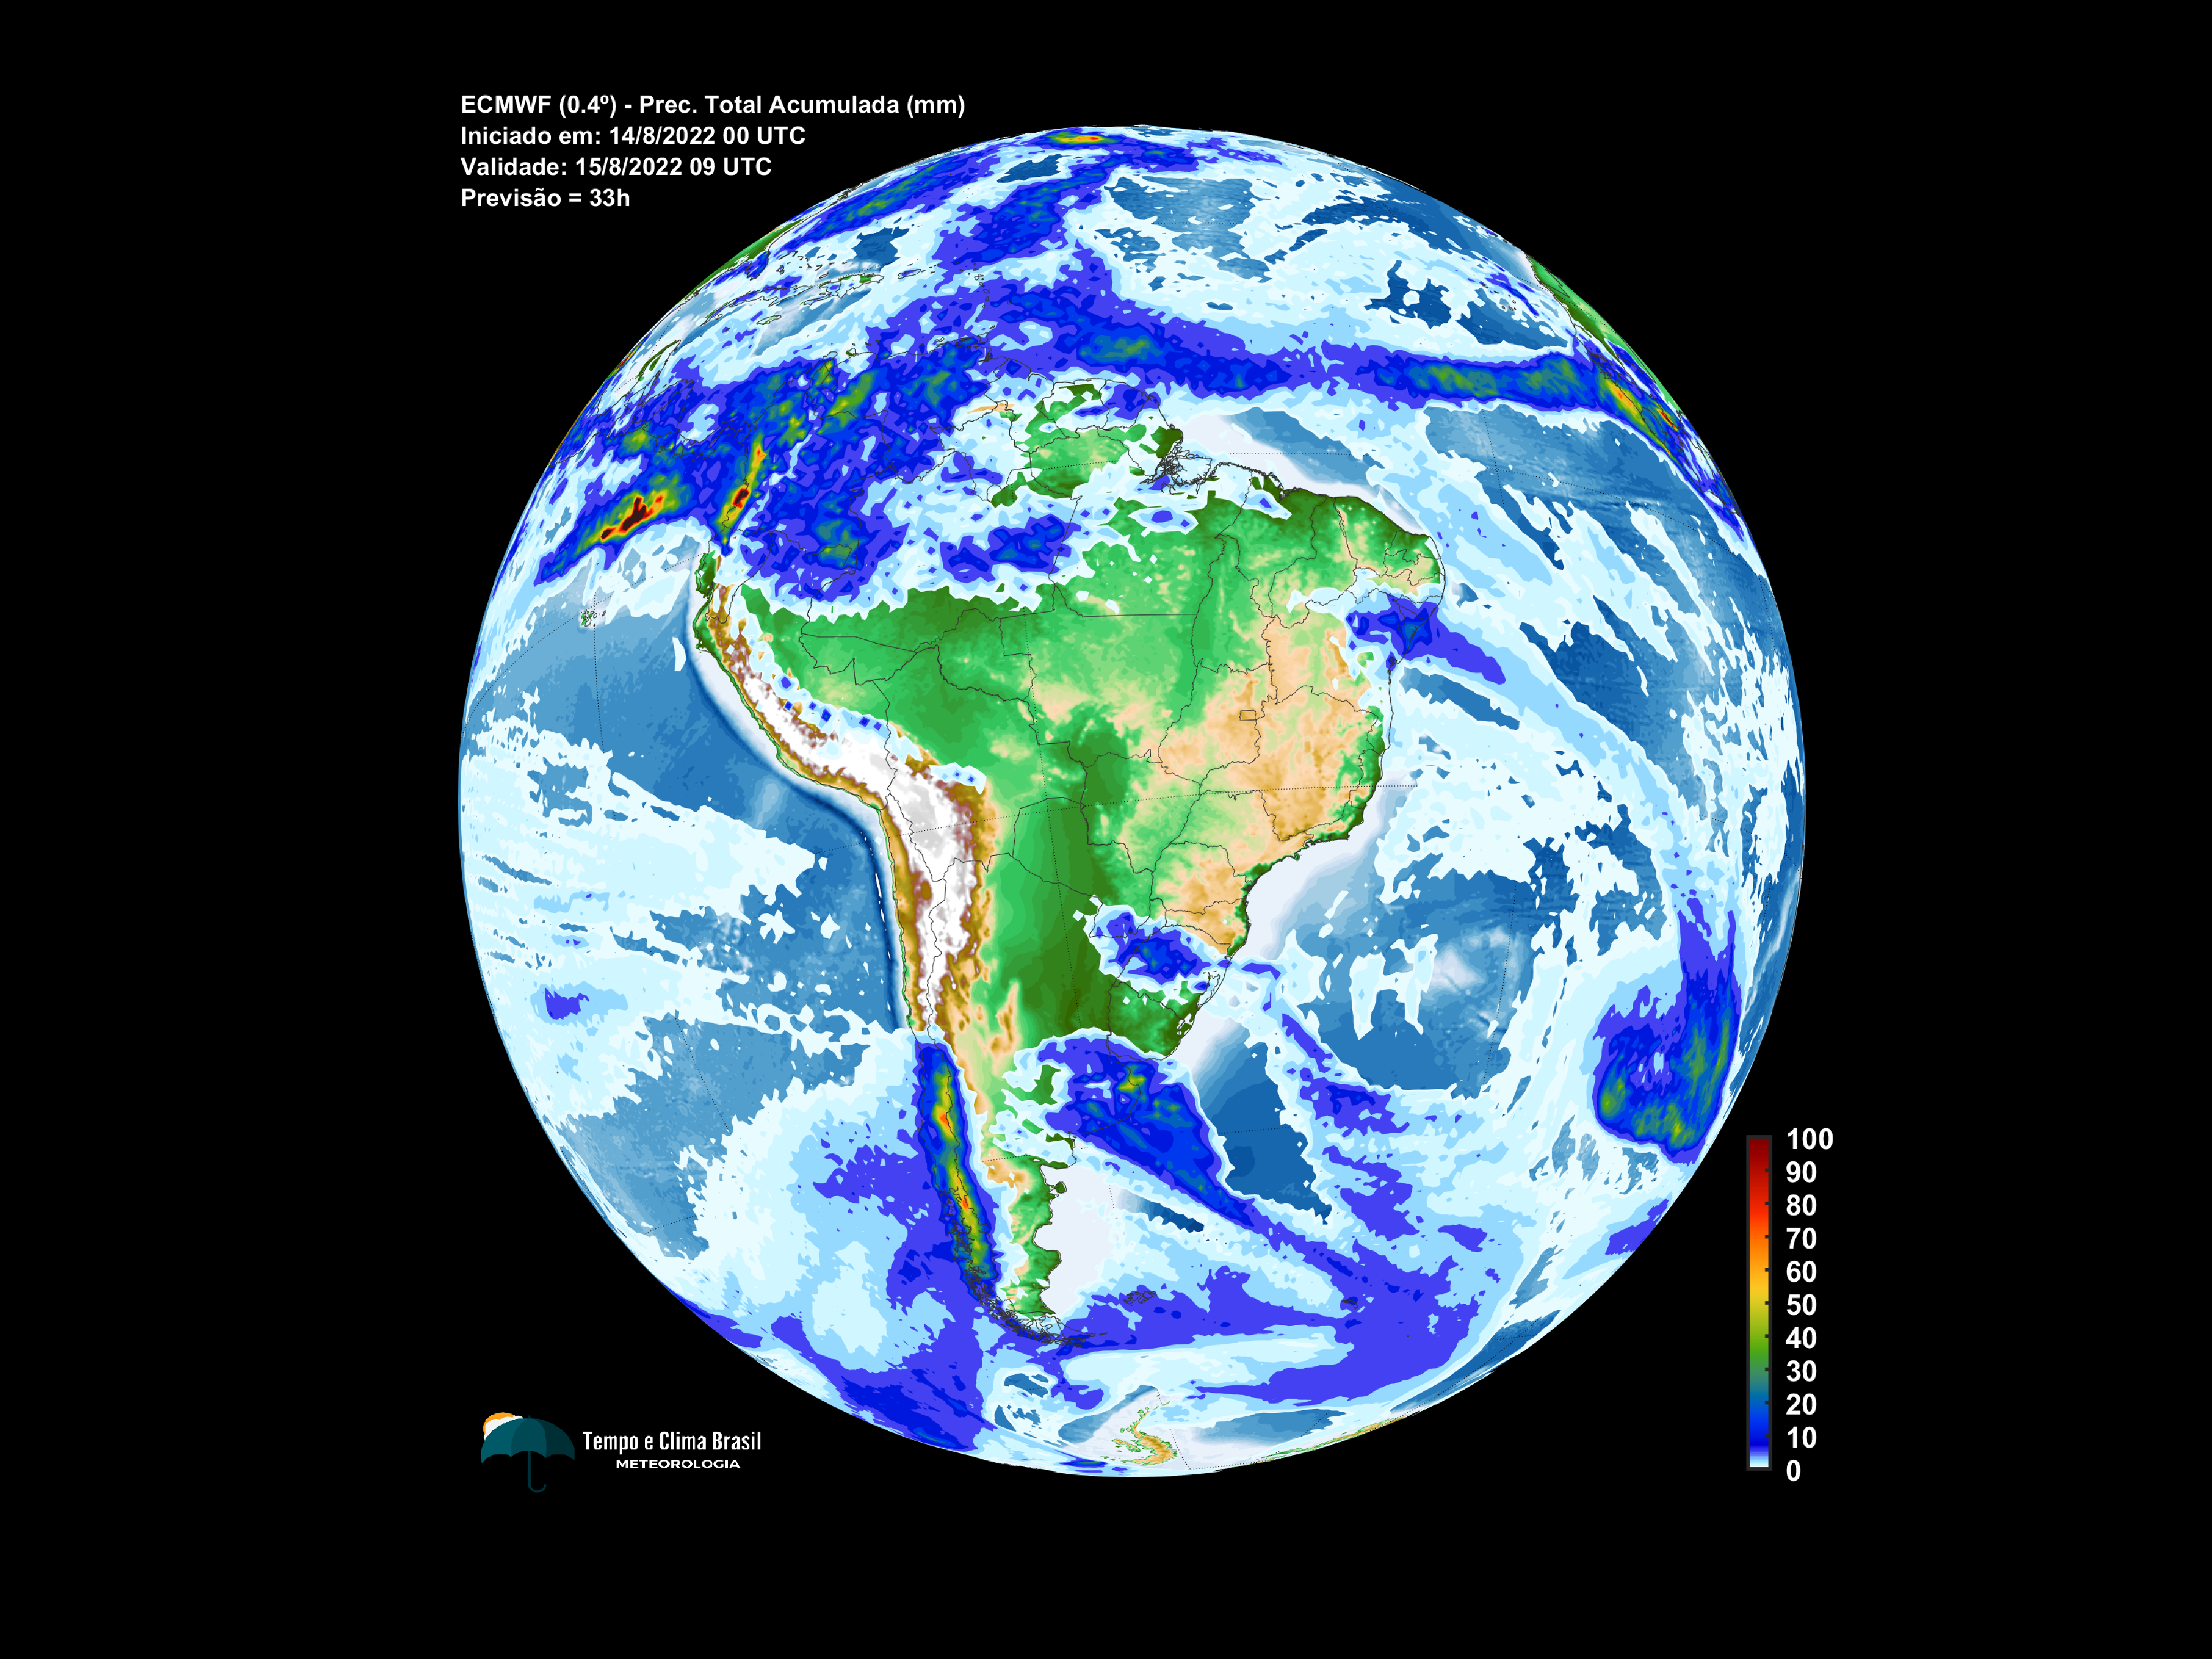 ECMWF (0.4º) - Prec. Total Acumulada (mm)
Iniciado em: 14/8/2022 00 UTC
Validade: 15/8/2022 09 UTC
Previsão = 33h
100
90
80
70
60
50
40
30
20
10
0
Tempo e Clima Brasil
METEOROLOGIA